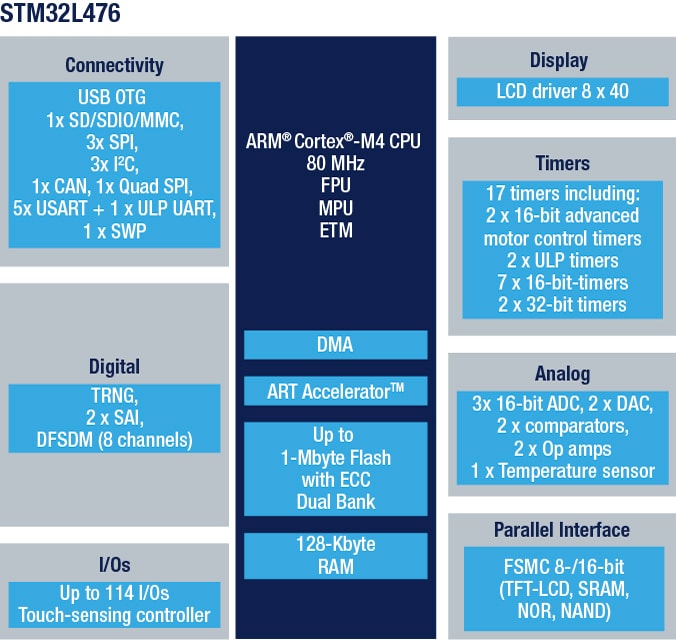 STM32L476
Connectivity
USB OTG
1x SD/SDIO/MMC,
3x SPI,
3x I²C,
1x CAN, 1x Quad SPI,
5x USART + 1 x ULP UART,
1 x SWP
Digital
TRNG,
2 x SAI,
DFSDM (8 channels)
I/Os
Up to 114 I/Os
Touch-sensing controller
ARM® Cortex®-M4 CPU
80 MHz
FPU
MPU
ETM
DMA
ART Accelerator™
Up to
1-Mbyte Flash
with ECC
Dual Bank
128-Kbyte
RAM
Display
LCD driver 8 x 40
Timers
17 timers including:
2 x 16-bit advanced
motor control timers
2 x ULP timers
7 x 16-bit-timers
2 x 32-bit timers
Analog
3x 16-bit ADC, 2 x DAC,
2 x comparators,
2 x Op amps
1 x Temperature sensor
Parallel Interface
FSMC 8-/16-bit
(TFT-LCD, SRAM,
NOR, NAND)